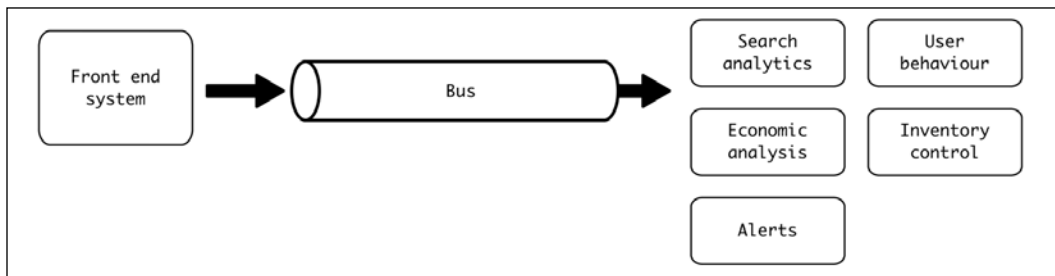 Front end
system
Bus
Search
analytics
User
behaviour
Economic
analysis
Inventory
control
Alerts